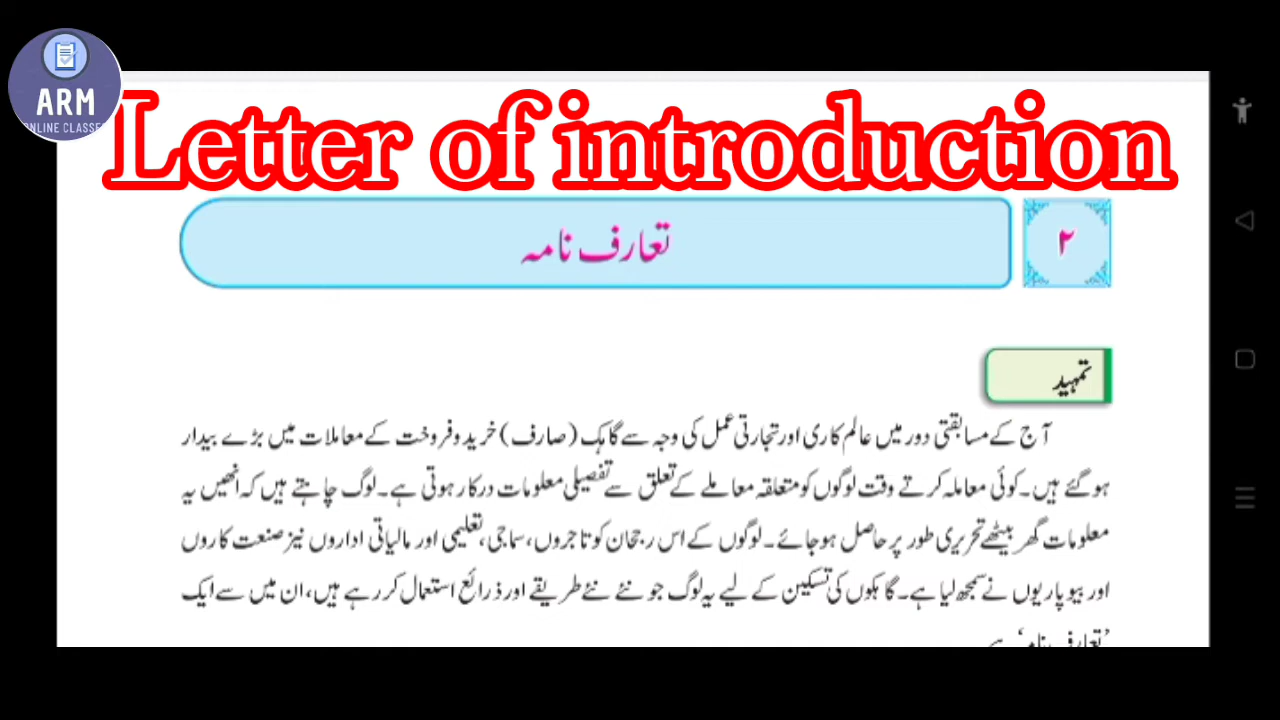 ARM
ONLINE CLASSE
Letter of introduction
۲
تعارف نامہ
تمہید
آج کے مسابقتی دور میں عالم کاری اور تجارتی عمل کی وجہ سے گاہک (صارف) خرید و فروخت کے معاملات میں بڑے بیدار
ہو گئے ہیں۔ کوئی معاملہ کرتے وقت لوگوں کو متعلقہ معاملے کے تعلق سے تفصیلی معلومات درکار ہوتی ہے۔ لوگ چاہتے ہیں کہ انھیں یہ
معلومات گھر بیٹھے تحریری طور پر حاصل ہو جائے۔ لوگوں کے اس رجحان کو تاجروں، سماجی، تعلیمی اور مالیاتی اداروں نیز صنعت کاروں
اور بیوپاریوں نے سمجھ لیا ہے۔ گاہکوں کی تسکین کے لیے یہ لوگ جو نئے نئے طریقے اور ذرائع استعمال کر رہے ہیں، ان میں سے ایک
’تعارف نامہ‘ ہے